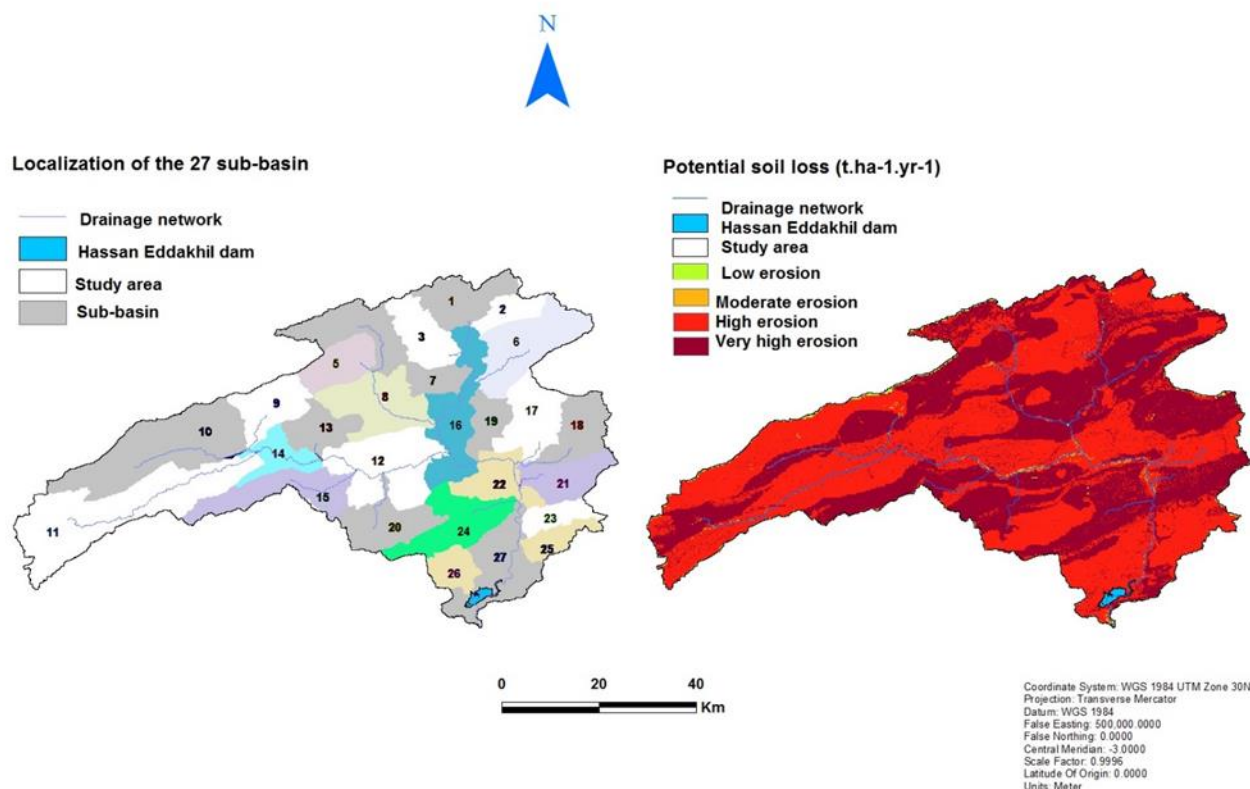 N
Localization of the 27 sub-basin
Drainage network
Hassan Eddakhil dam
Study area
Sub-basin
1
2
3
6
5
7
8
9
17
10
13
16
19
18
14
12
22
21
15
11
20
24
23
27
25
26
Potential soil loss (t.ha-1.yr-1)
Drainage network
Hassan Eddakhil dam
Study area
Low erosion
Moderate erosion
High erosion
Very high erosion
0 20 40
Km
Coordinate System: WGS 1984 UTM Zone 30N
Projection: Transverse Mercator
Datum: WGS 1984
False Easting: 500,000.0000
False Northing: 0.0000
Central Meridian: -3.0000
Scale Factor: 0.9996
Latitude Of Origin: 0.0000
Units: Meter